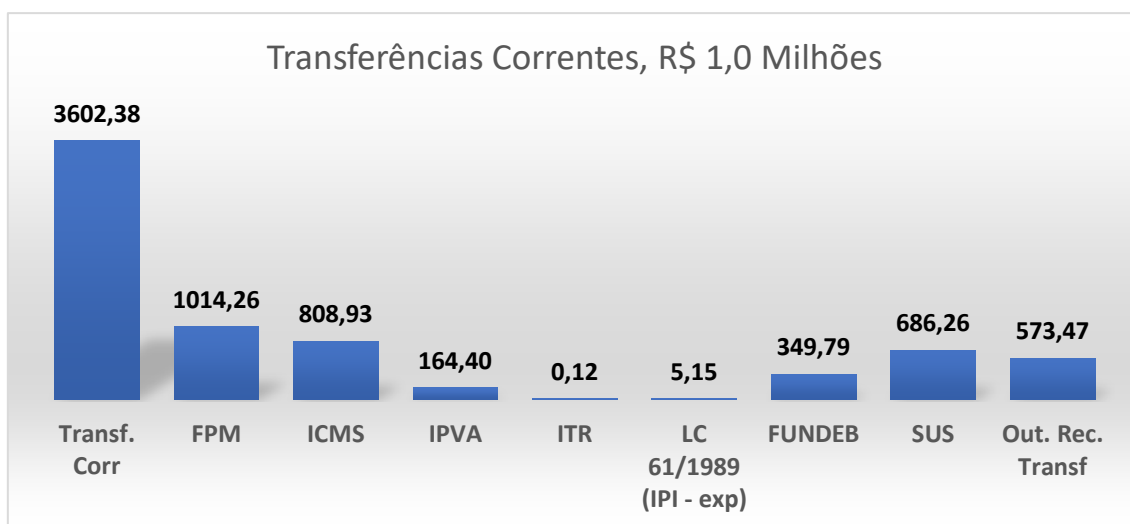 Transferências Correntes, R$ 1,0 Milhões
3602,38
1014,26
808,93
164,40
0,12
5,15
349,79
686,26
573,47
Transf.
Corr
FPM
ICMS
IPVA
ITR
LC
61/1989
(IPI - exp)
FUNDEB
SUS
Out. Rec.
Transf